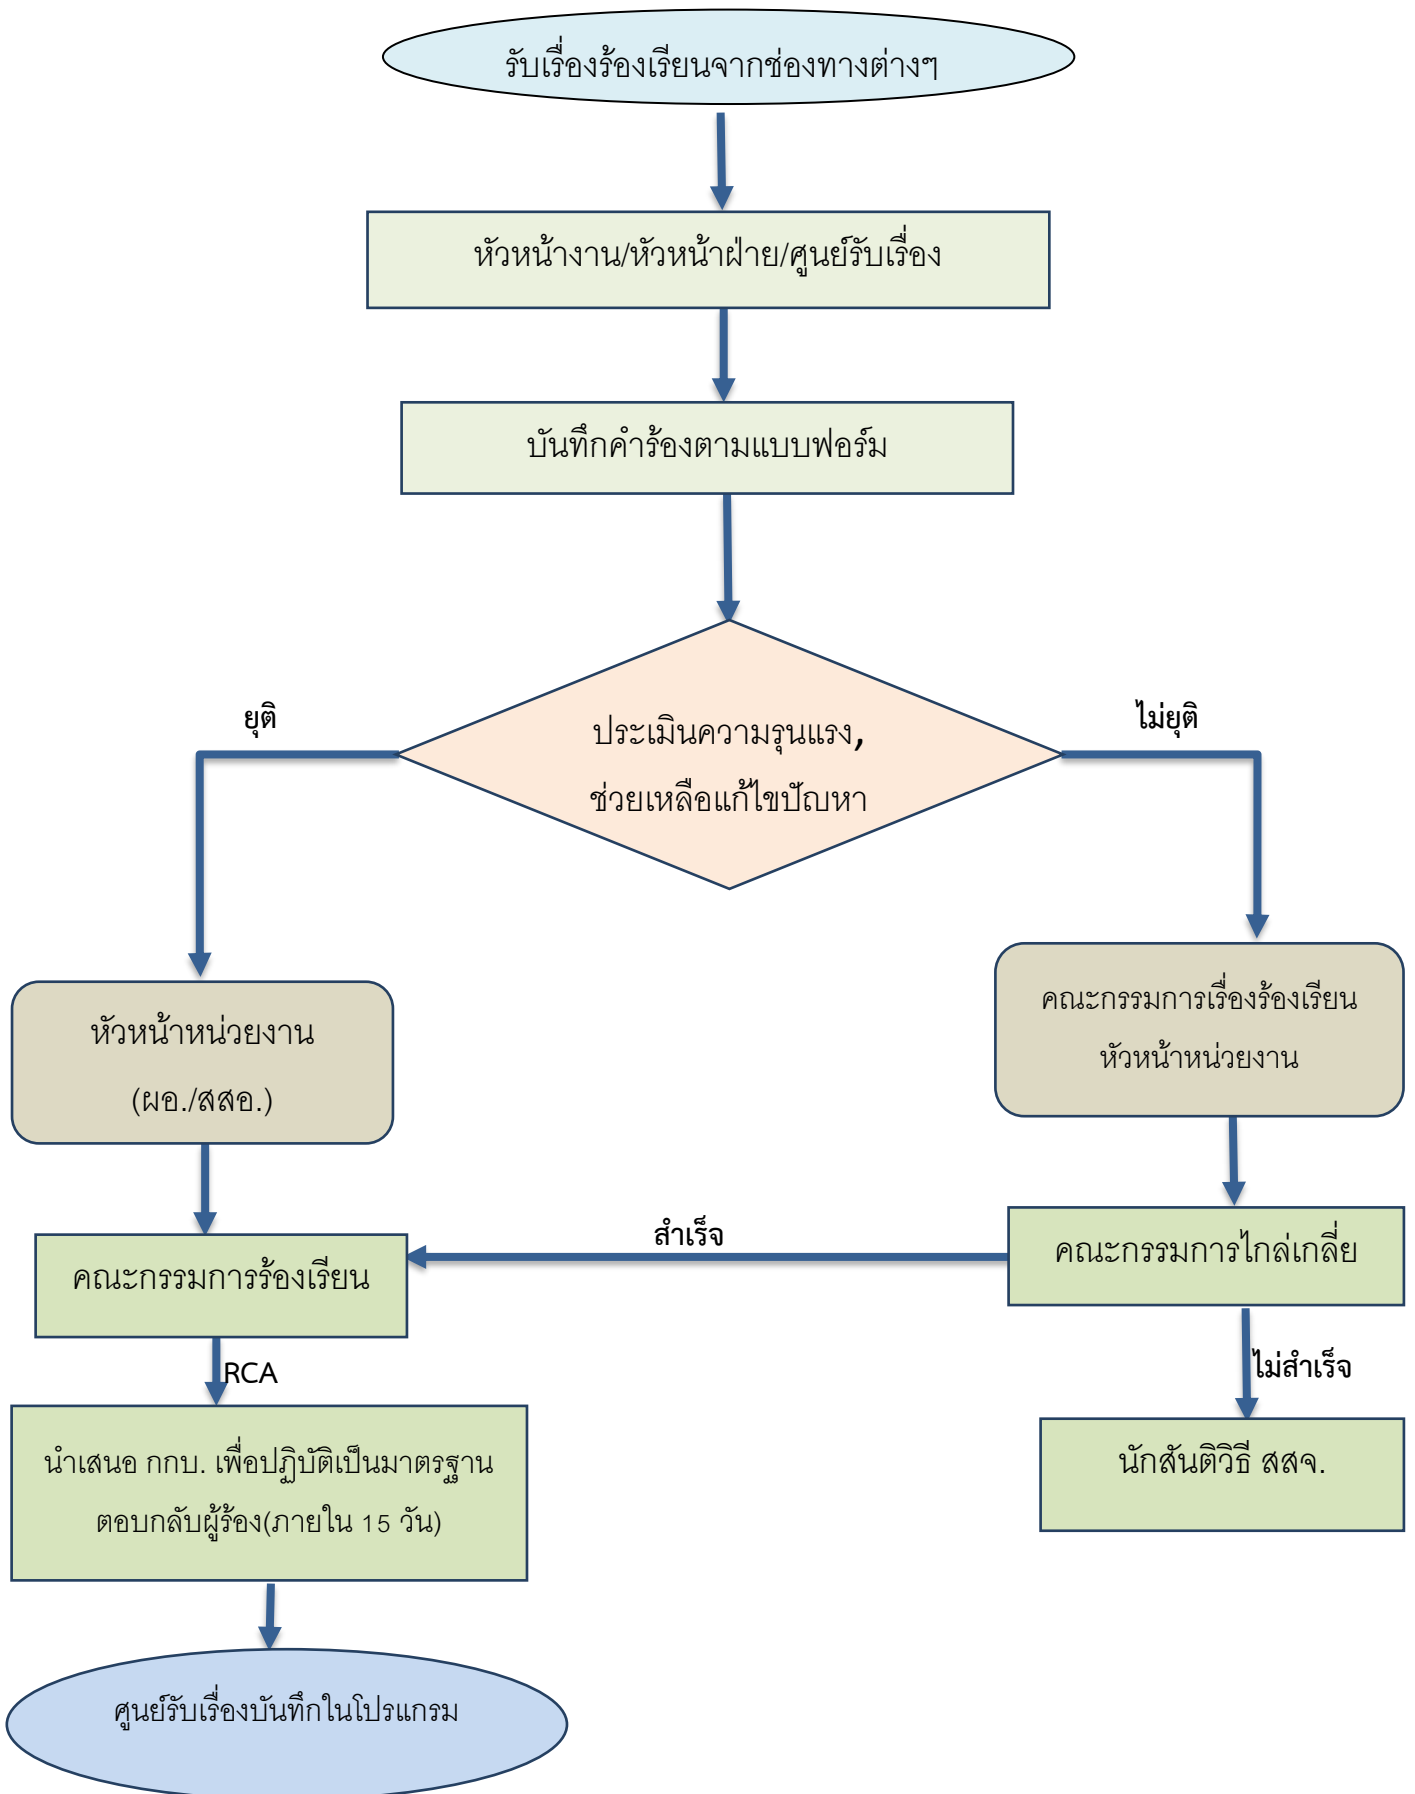 รับเรื่องร้องเรียนจากช่องทางต่างๆ
หัวหน้างาน/หัวหน้าฝ่าย/ศูนย์รับเรื่อง
บันทึกคำร้องตามแบบฟอร์ม
ยุติ
ไม่ยุติ
ประเมินความรุนแรง,
ช่วยเหลือแก้ไขปัญหา
หัวหน้าหน่วยงาน
(ผอ./สสอ.)
คณะกรรมการเรื่องร้องเรียน
หัวหน้าหน่วยงาน
สำเร็จ
คณะกรรมการร้องเรียน
คณะกรรมการไกล่เกลี่ย
RCA
ไม่สำเร็จ
นำเสนอ กกบ. เพื่อปฏิบัติเป็นมาตรฐาน
ตอบกลับผู้ร้อง(ภายใน 15 วัน)
นักสันติวิธี สสจ.
ศูนย์รับเรื่องบันทึกในโปรแกรม